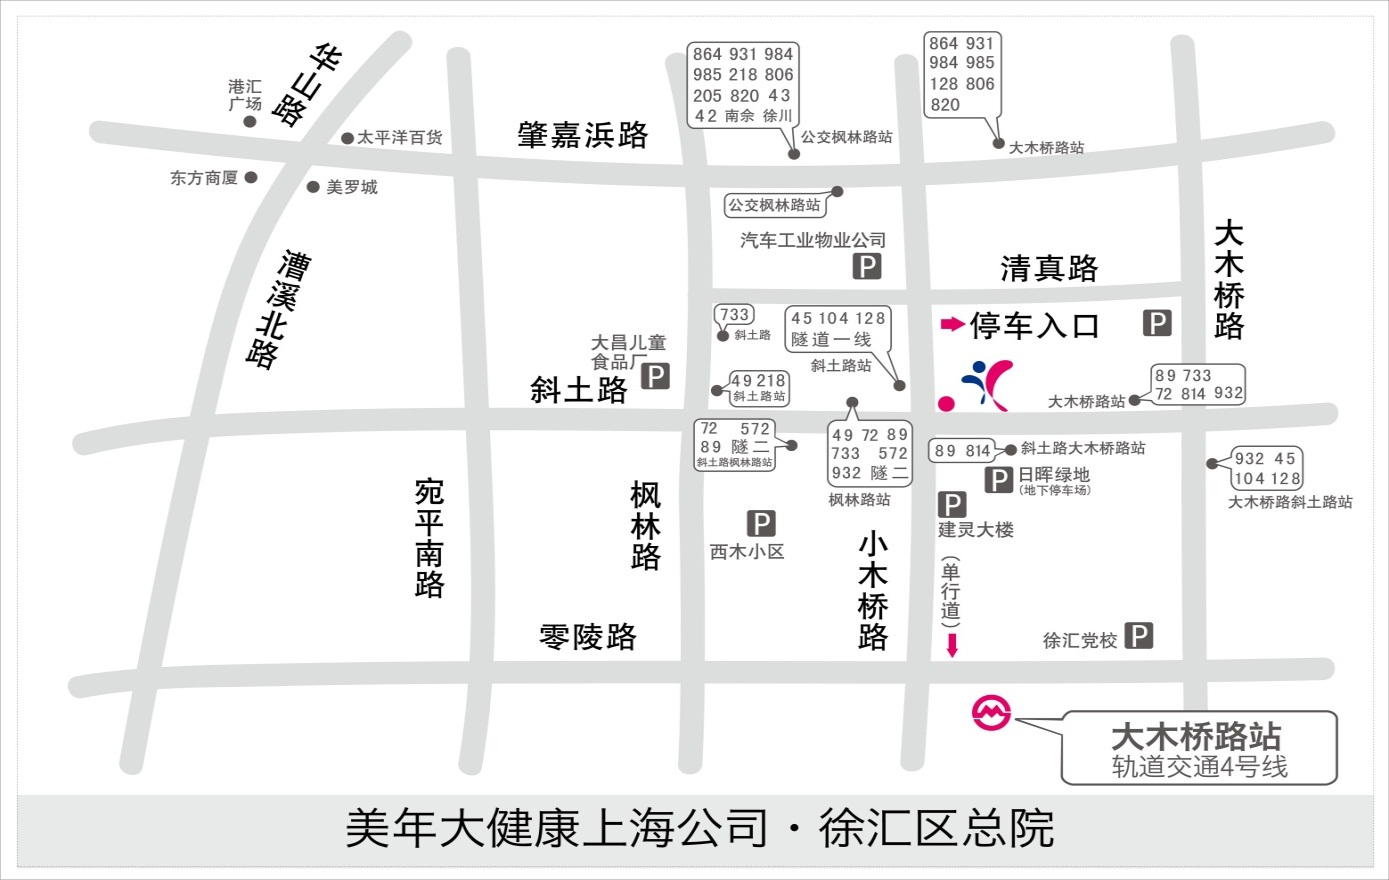 华山路
港汇
广场
太平洋百货
东方商厦
美罗城
漕溪北路
肇嘉浜路
864 931 984
985 218 806
205 820 43
42 南余 徐川
公交枫林路站
864 931
984 985
128 806
820
大木桥路站
公交枫林路站
汽车工业物业公司
P
清真路
大木桥路
停车入口
P
733
斜土路
45 104 128
隧道一线
斜土路站
大昌儿童
食品厂
P
斜土路
49 218
斜土路站
大木桥路站
89 733
72 814 932
72 572
89 隧二
斜土路枫林路站
49 72 89
733 572
932 隧二
枫林路站
89 814
斜土路大木桥路站
P
日晖绿地
(地下停车场)
932 45
104 128
大木桥路斜土路站
宛平南路
枫林路
P
西木小区
小木桥路
P
建灵大楼
(单行道)
零陵路
徐汇党校
P
大木桥路站
轨道交通4号线
美年大健康上海公司·徐汇区总院